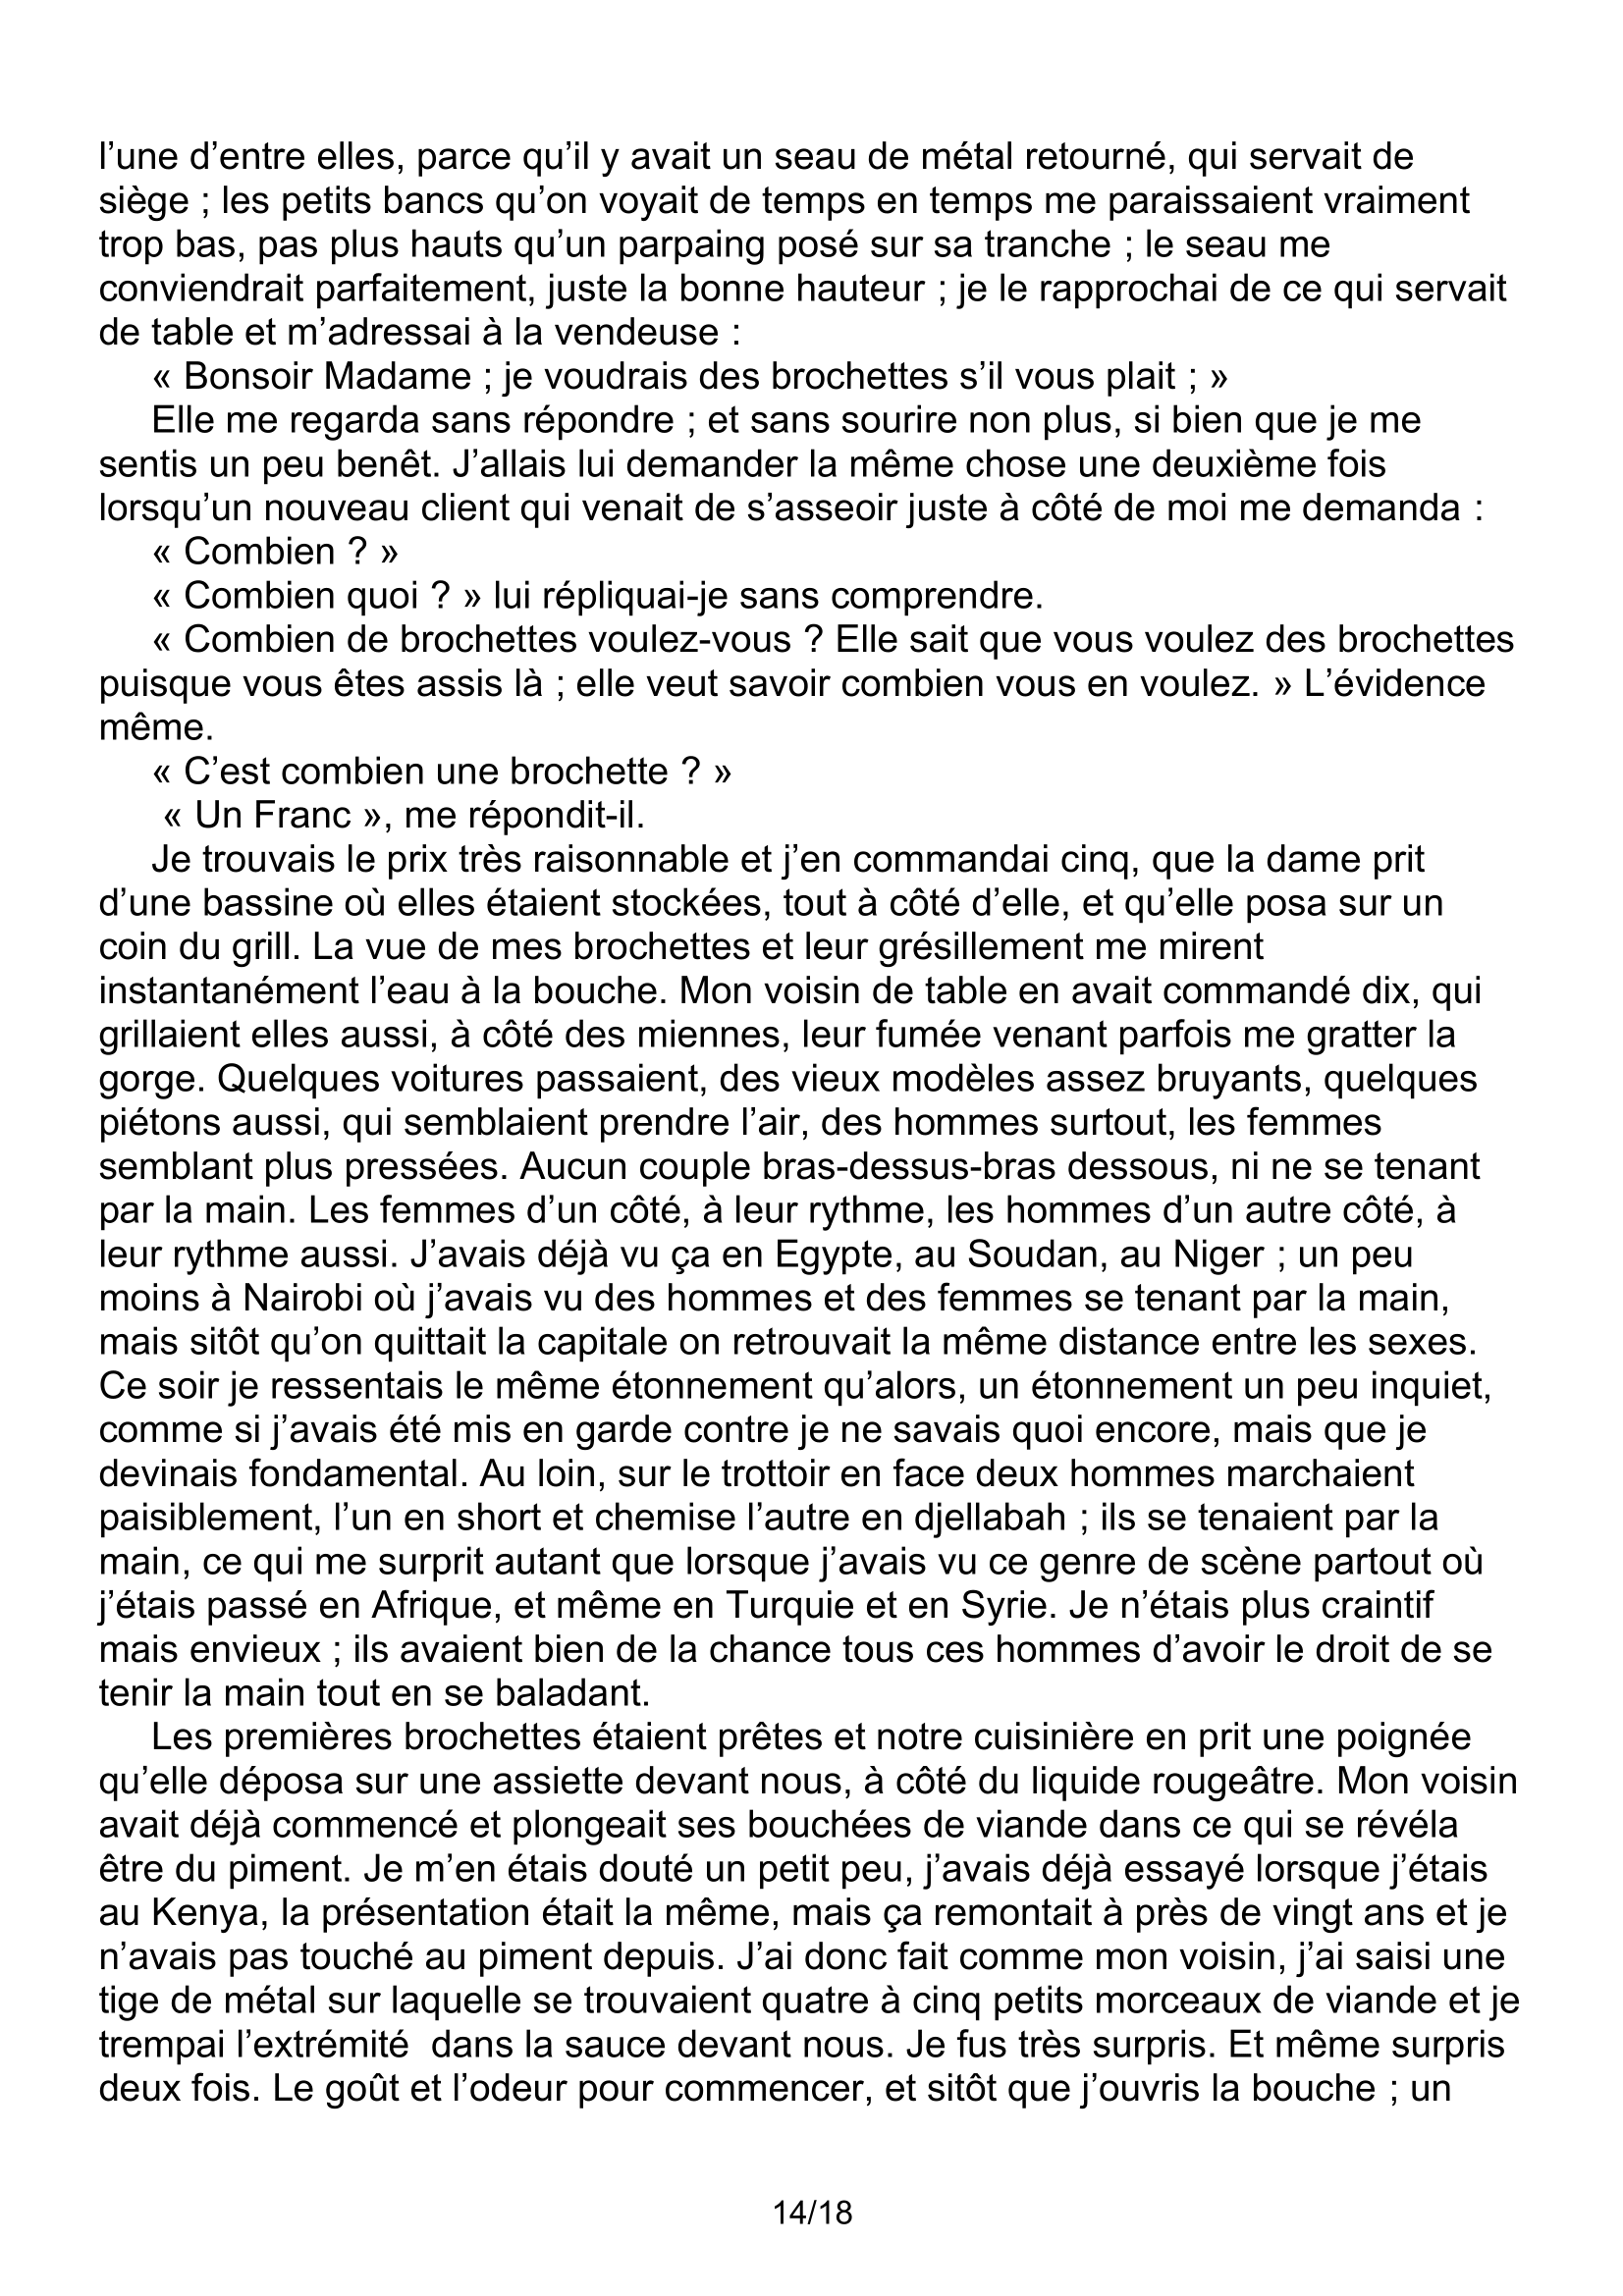 l’une d’entre elles, parce qu’il y avait un seau de métal retourné, qui servait de
siège ; les petits bancs qu’on voyait de temps en temps me paraissaient vraiment
trop bas, pas plus hauts qu’un parpaing posé sur sa tranche ; le seau me
conviendrait parfaitement, juste la bonne hauteur ; je le rapprochai de ce qui servait
de table et m’adressai à la vendeuse :
« Bonsoir Madame ; je voudrais des brochettes s’il vous plait ; »
Elle me regarda sans répondre ; et sans sourire non plus, si bien que je me
sentis un peu benêt. J’allais lui demander la même chose une deuxième fois
lorsqu’un nouveau client qui venait de s’asseoir juste à côté de moi me demanda :
« Combien ? »
« Combien quoi ? » lui répliquai-je sans comprendre.
« Combien de brochettes voulez-vous ? Elle sait que vous voulez des brochettes
puisque vous êtes assis là ; elle veut savoir combien vous en voulez. » L’évidence
même.
« C’est combien une brochette ? »
« Un Franc », me répondit-il.
Je trouvais le prix très raisonnable et j’en commandai cinq, que la dame prit
d’une bassine où elles étaient stockées, tout à côté d’elle, et qu’elle posa sur un
coin du grill. La vue de mes brochettes et leur grésillement me mirent
instantanément l’eau à la bouche. Mon voisin de table en avait commandé dix, qui
grillaient elles aussi, à côté des miennes, leur fumée venant parfois me gratter la
gorge. Quelques voitures passaient, des vieux modèles assez bruyants, quelques
piétons aussi, qui semblaient prendre l’air, des hommes surtout, les femmes
semblant plus pressées. Aucun couple bras-dessus-bras dessous, ni ne se tenant
par la main. Les femmes d’un côté, à leur rythme, les hommes d’un autre côté, à
leur rythme aussi. J’avais déjà vu ça en Egypte, au Soudan, au Niger ; un peu
moins à Nairobi où j’avais vu des hommes et des femmes se tenant par la main,
mais sitôt qu’on quittait la capitale on retrouvait la même distance entre les sexes.
Ce soir je ressentais le même étonnement qu’alors, un étonnement un peu inquiet,
comme si j’avais été mis en garde contre je ne savais quoi encore, mais que je
devinais fondamental. Au loin, sur le trottoir en face deux hommes marchaient
paisiblement, l’un en short et chemise l’autre en djellabah ; ils se tenaient par la
main, ce qui me surprit autant que lorsque j’avais vu ce genre de scène partout où
j’étais passé en Afrique, et même en Turquie et en Syrie. Je n’étais plus craintif
mais envieux ; ils avaient bien de la chance tous ces hommes d’avoir le droit de se
tenir la main tout en se baladant.
Les premières brochettes étaient prêtes et notre cuisinière en prit une poignée
qu’elle déposa sur une assiette devant nous, à côté du liquide rougeâtre. Mon voisin
avait déjà commencé et plongeait ses bouchées de viande dans ce qui se révéla
être du piment. Je m’en étais douté un petit peu, j’avais déjà essayé lorsque j’étais
au Kenya, la présentation était la même, mais ça remontait à près de vingt ans et je
n’avais pas touché au piment depuis. J’ai donc fait comme mon voisin, j’ai saisi une
tige de métal sur laquelle se trouvaient quatre à cinq petits morceaux de viande et je
trempai l’extrémité  dans la sauce devant nous. Je fus très surpris. Et même surpris
deux fois. Le goût et l’odeur pour commencer, et sitôt que j’ouvris la bouche ; un
14/18